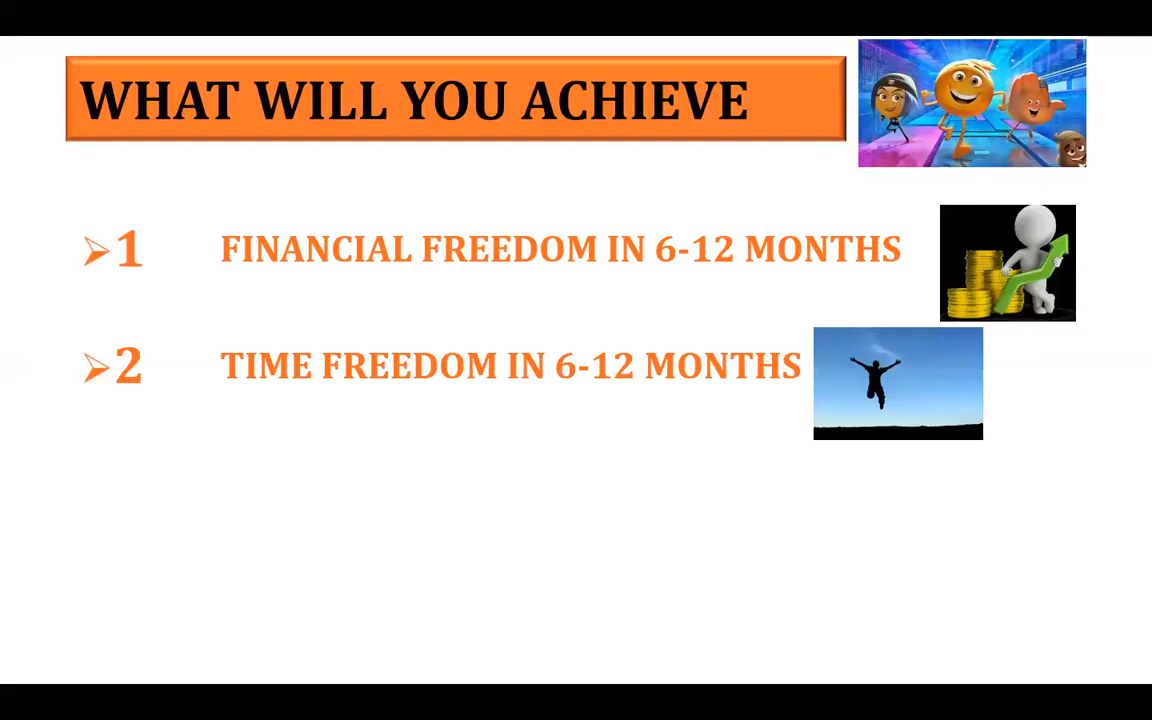 WHAT WILL YOU ACHIEVE
1 FINANCIAL FREEDOM IN 6-12 MONTHS
2 TIME FREEDOM IN 6-12 MONTHS